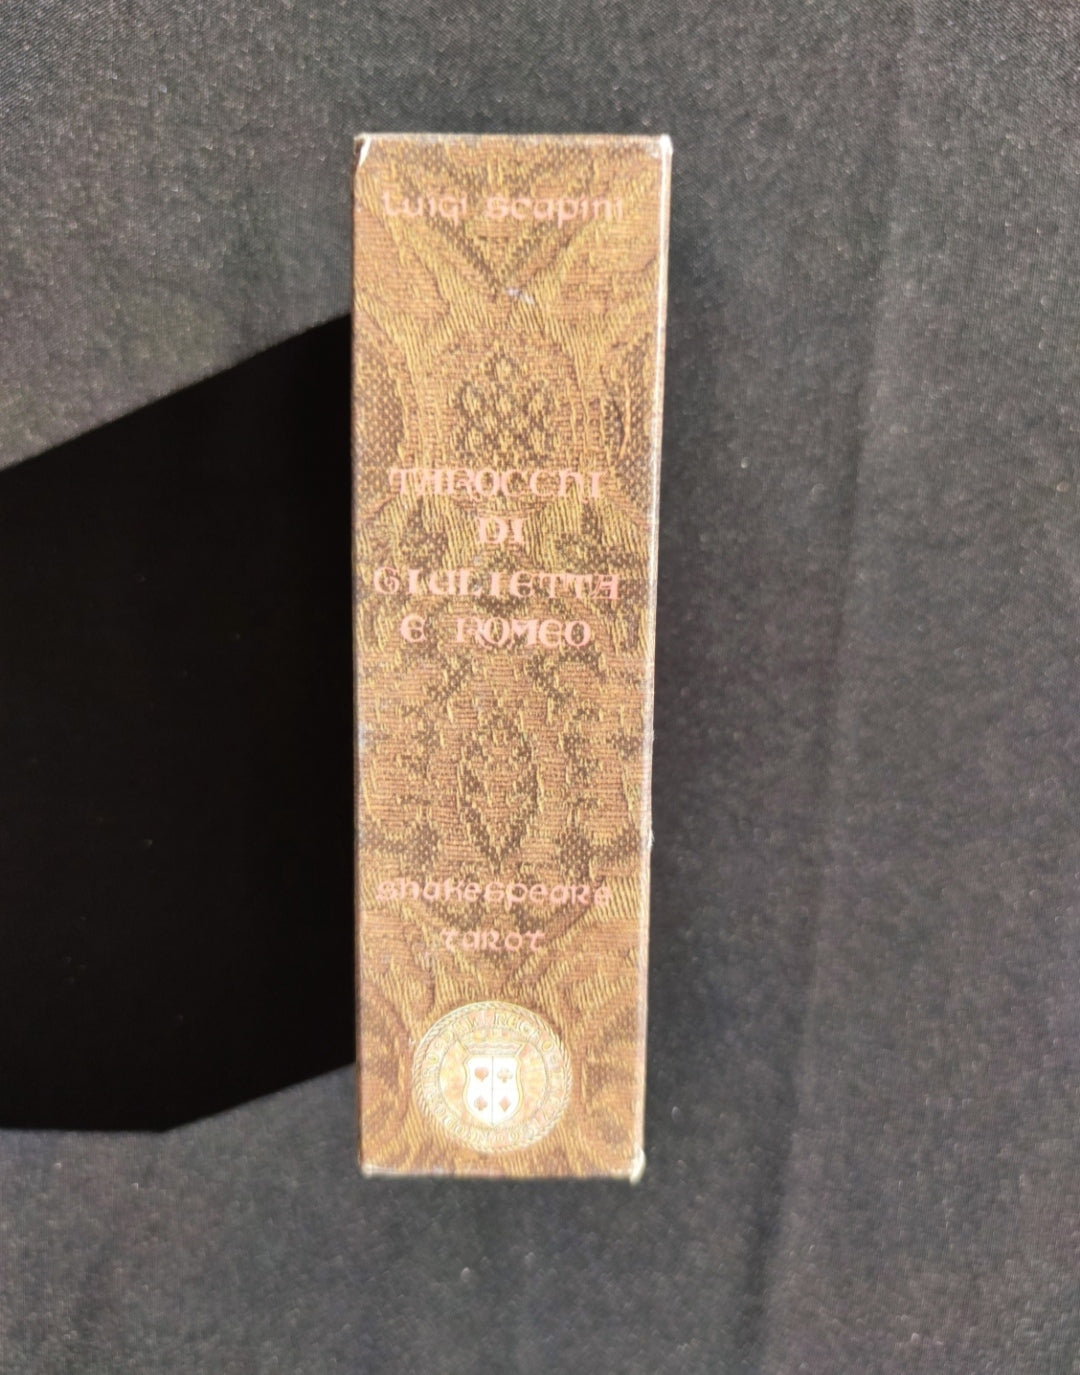 Luigi Scapini
TAROCCHI
DI
GIULIETTA
E ROMEO
Shakespeare
Tarot